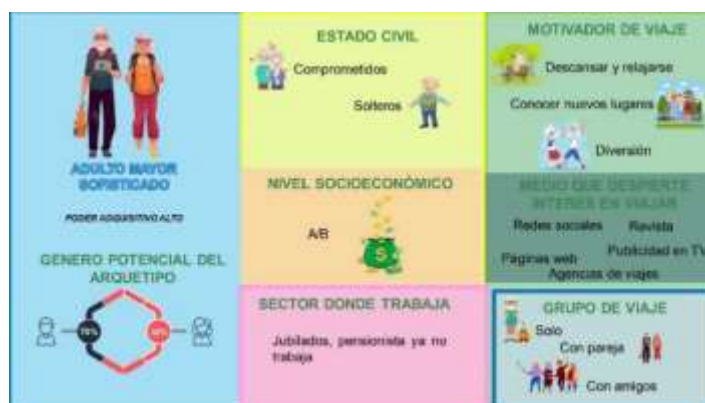 ADULTO MAYOR
SOFISTICADO
PODER ADQUISITIVO ALTO
GENERO POTENCIAL DEL
ARQUETIPO
70%
ESTADO CIVIL
Comprometidos
Solteros
NIVEL SOCIOECONÓMICO
A/B
SECTOR DONDE TRABAJA
Jubilados, pensionista ya no
trabaja
MOTIVADOR DE VIAJE
Descansar y relajarse
Conocer nuevos lugares
Diversión
MEDIO QUE DESPIERTE
INTERES EN VIAJAR
Redes sociales Revista
Páginas web Publicidad en TV
Agencias de viajes
GRUPO DE VIAJE
Solo
Con pareja
Con amigos